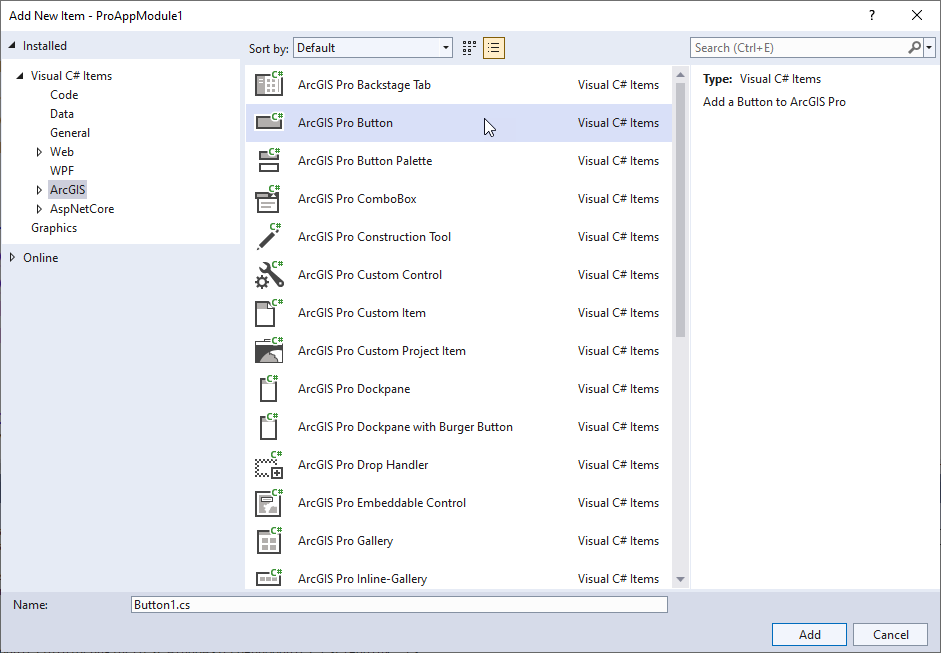 Add New Item - ProAppModule1
?
Installed
Sort by: Default
Search (Ctrl+E)
Visual C# Items
Code
Data
General
Web
WPF
ArcGIS
AspNetCore
Graphics
Online
C# ArcGIS Pro Backstage Tab Visual C# Items
C# ArcGIS Pro Button Visual C# Items
C# ArcGIS Pro Button Palette Visual C# Items
C# ArcGIS Pro ComboBox Visual C# Items
C# ArcGIS Pro Construction Tool Visual C# Items
C# ArcGIS Pro Custom Control Visual C# Items
C# ArcGIS Pro Custom Item Visual C# Items
C# ArcGIS Pro Custom Project Item Visual C# Items
C# ArcGIS Pro Dockpane Visual C# Items
C# ArcGIS Pro Dockpane with Burger Button Visual C# Items
C# ArcGIS Pro Drop Handler Visual C# Items
C# ArcGIS Pro Embeddable Control Visual C# Items
C# ArcGIS Pro Gallery Visual C# Items
C# ArcGIS Pro Inline-Gallery Visual C# Items
Type: Visual C# Items
Add a Button to ArcGIS Pro
Name: Button1.cs
Add Cancel